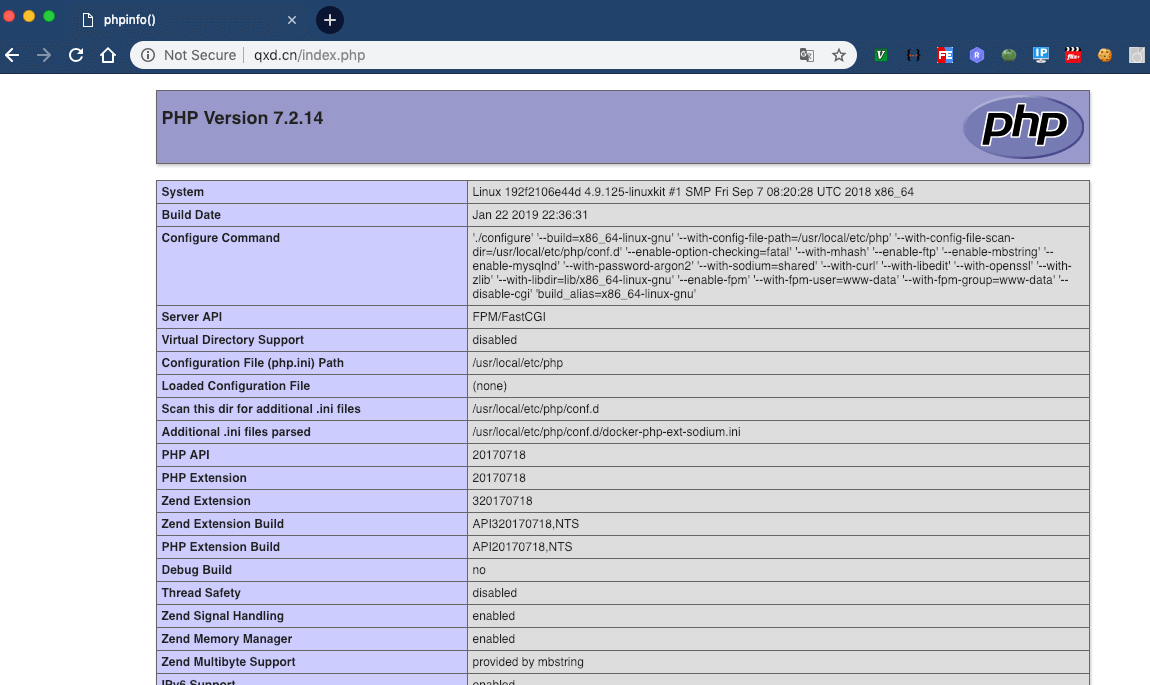 phpinfo()
Not Secure qxd.cn/index.php
PHP Version 7.2.14
php
System Linux 192f2106e44d 4.9.125-linuxkit #1 SMP Fri Sep 7 08:20:28 UTC 2018 x86_64
Build Date Jan 22 2019 22:36:31
Configure Command './configure' '--build=x86_64-linux-gnu' '--with-config-file-path=/usr/local/etc/php' '--with-config-file-scan-
dir=/usr/local/etc/php/conf.d' '--enable-option-checking=fatal' '--with-mhash' '--enable-ftp' '--enable-mbstring' '--
enable-mysqlnd' '--with-password-argon2' '--with-sodium=shared' '--with-curl' '--with-libedit' '--with-openssl' '--with-
zlib' '--with-libdir=lib/x86_64-linux-gnu' '--enable-fpm' '--with-fpm-user=www-data' '--with-fpm-group=www-data' '--
disable-cgi' 'build_alias=x86_64-linux-gnu'
Server API FPM/FastCGI
Virtual Directory Support disabled
Configuration File (php.ini) Path /usr/local/etc/php
Loaded Configuration File (none)
Scan this dir for additional .ini files /usr/local/etc/php/conf.d
Additional .ini files parsed /usr/local/etc/php/conf.d/docker-php-ext-sodium.ini
PHP API 20170718
PHP Extension 20170718
Zend Extension 320170718
Zend Extension Build API320170718,NTS
PHP Extension Build API20170718,NTS
Debug Build no
Thread Safety disabled
Zend Signal Handling enabled
Zend Memory Manager enabled
Zend Multibyte Support provided by mbstring
IPv6 Support enabled